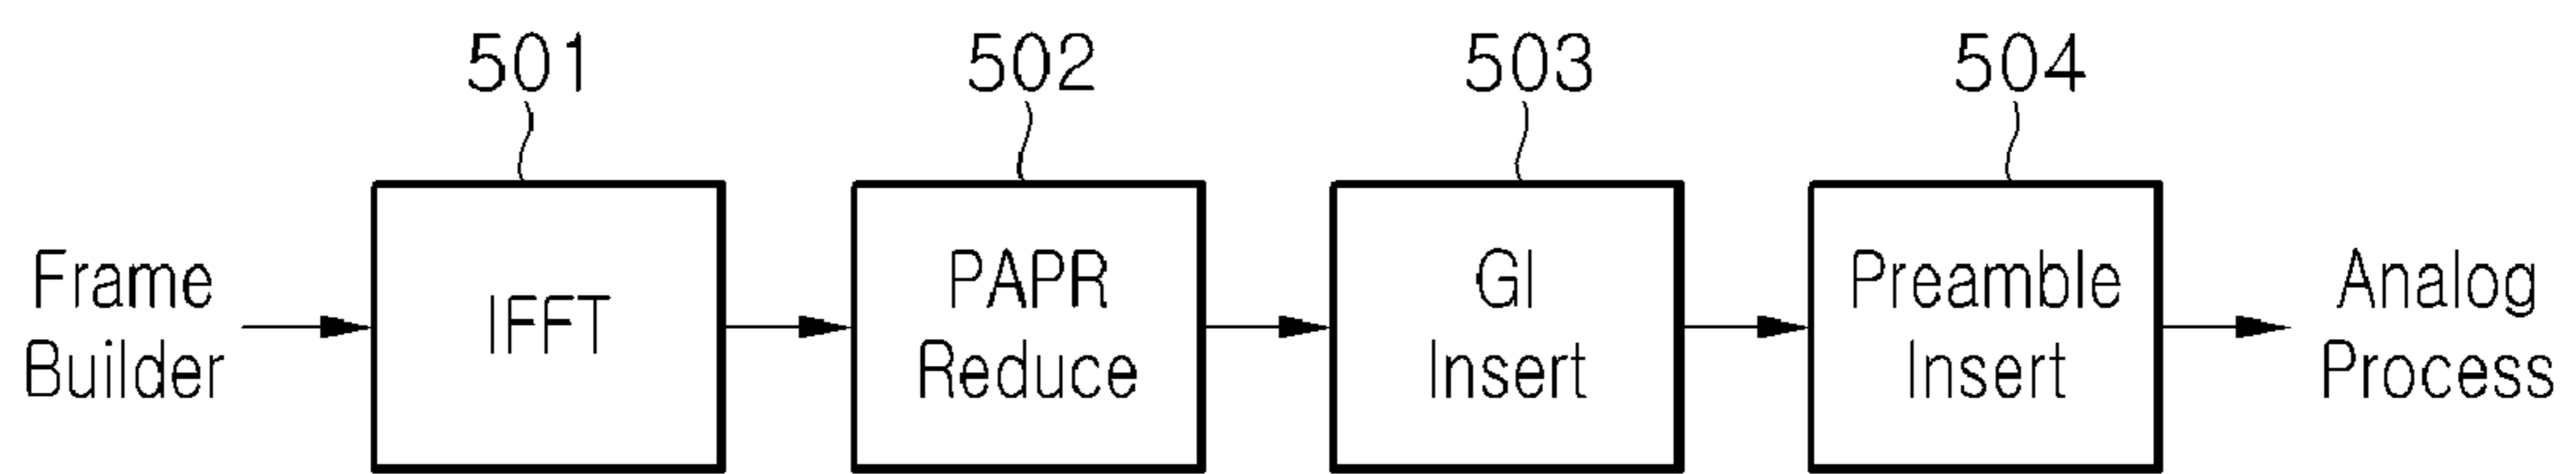 501
502
503
504
Frame
Builder
IFFT
PAPR
Reduce
GI
Insert
Preamble
Insert
Analog
Process